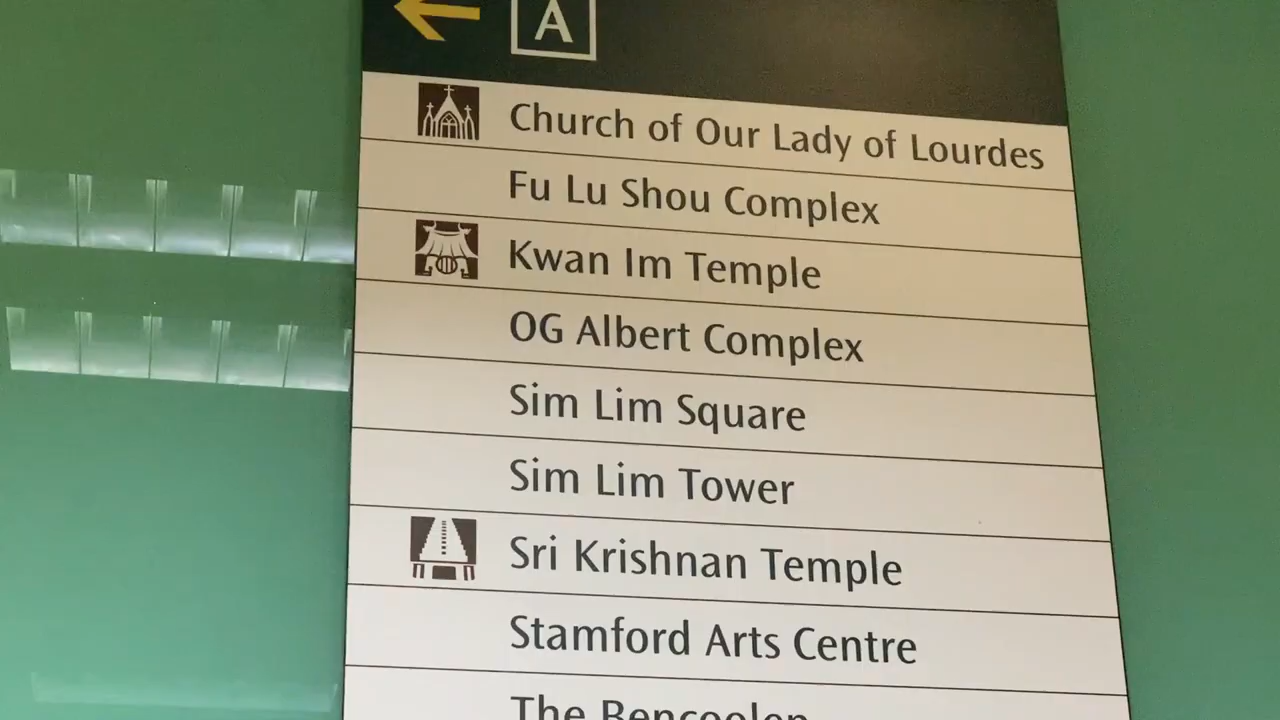 A
Church of Our Lady of Lourdes
Fu Lu Shou Complex
Kwan Im Temple
OG Albert Complex
Sim Lim Square
Sim Lim Tower
Sri Krishnan Temple
Stamford Arts Centre
The Bencoolen